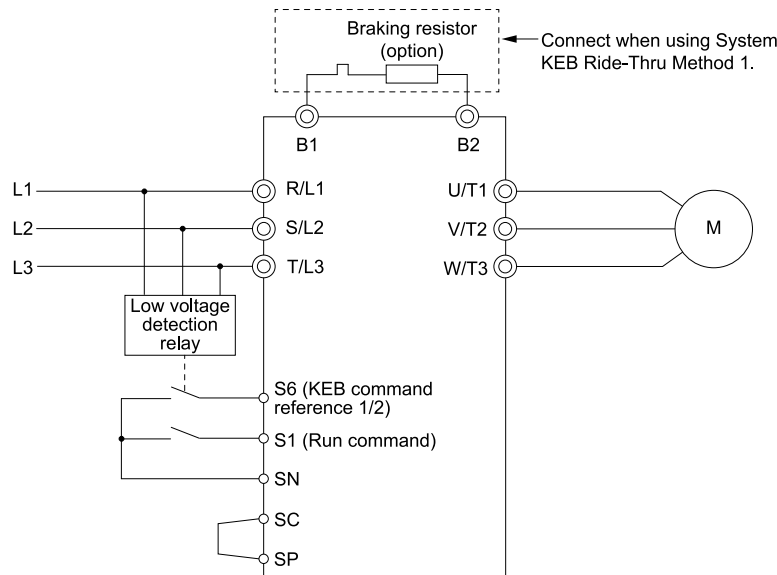 Braking resistor
(option)
Connect when using System
KEB Ride-Thru Method 1.
B1
B2
L1
R/L1
U/T1
L2
S/L2
V/T2
M
L3
T/L3
W/T3
Low voltage
detection
relay
S6 (KEB command
reference 1/2)
S1 (Run command)
SN
SC
SP